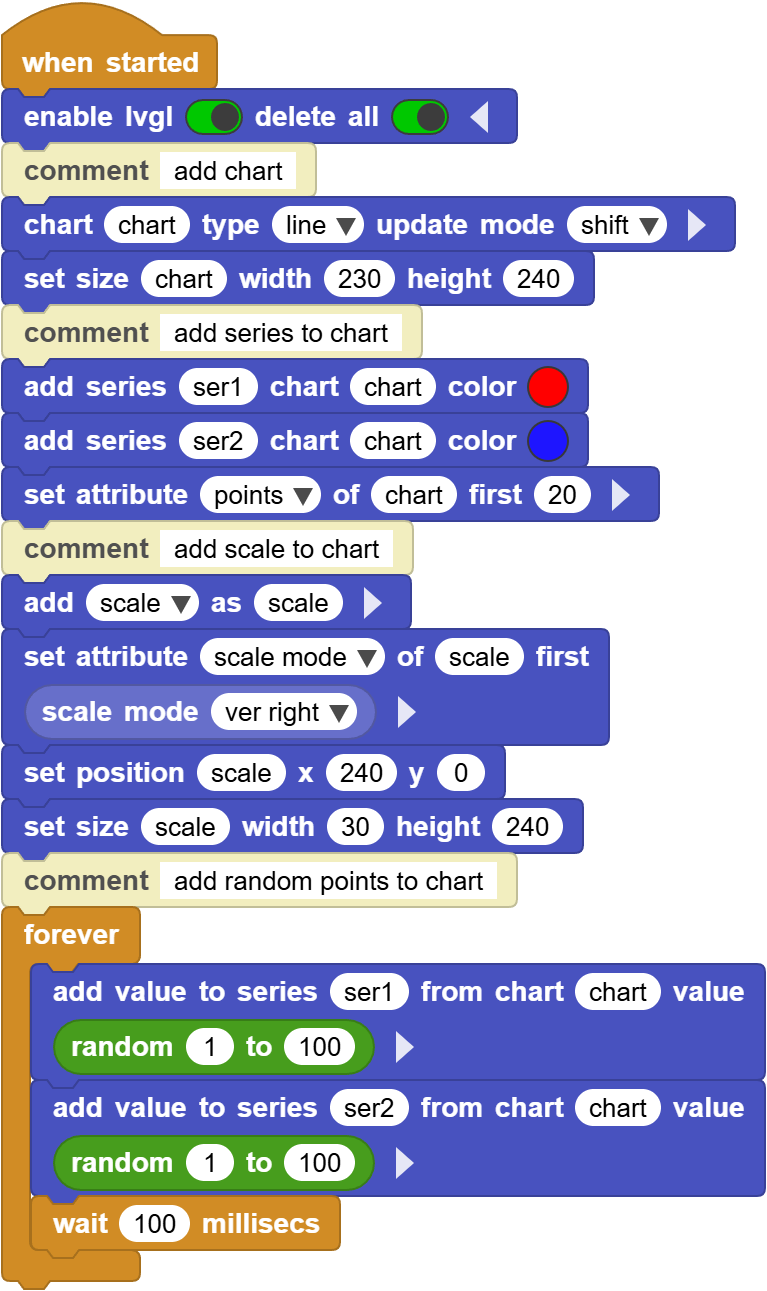 when started
enable lvgl delete all
comment add chart
chart chart type line update mode shift
set size chart width 230 height 240
comment add series to chart
add series ser1 chart chart color
add series ser2 chart chart color
set attribute points of chart first 20
comment add scale to chart
add scale as scale
set attribute scale mode of scale first
scale mode ver right
set position scale x 240 y 0
set size scale width 30 height 240
comment add random points to chart
forever
add value to series ser1 from chart chart value
random 1 to 100
add value to series ser2 from chart chart value
random 1 to 100
wait 100 millisecs